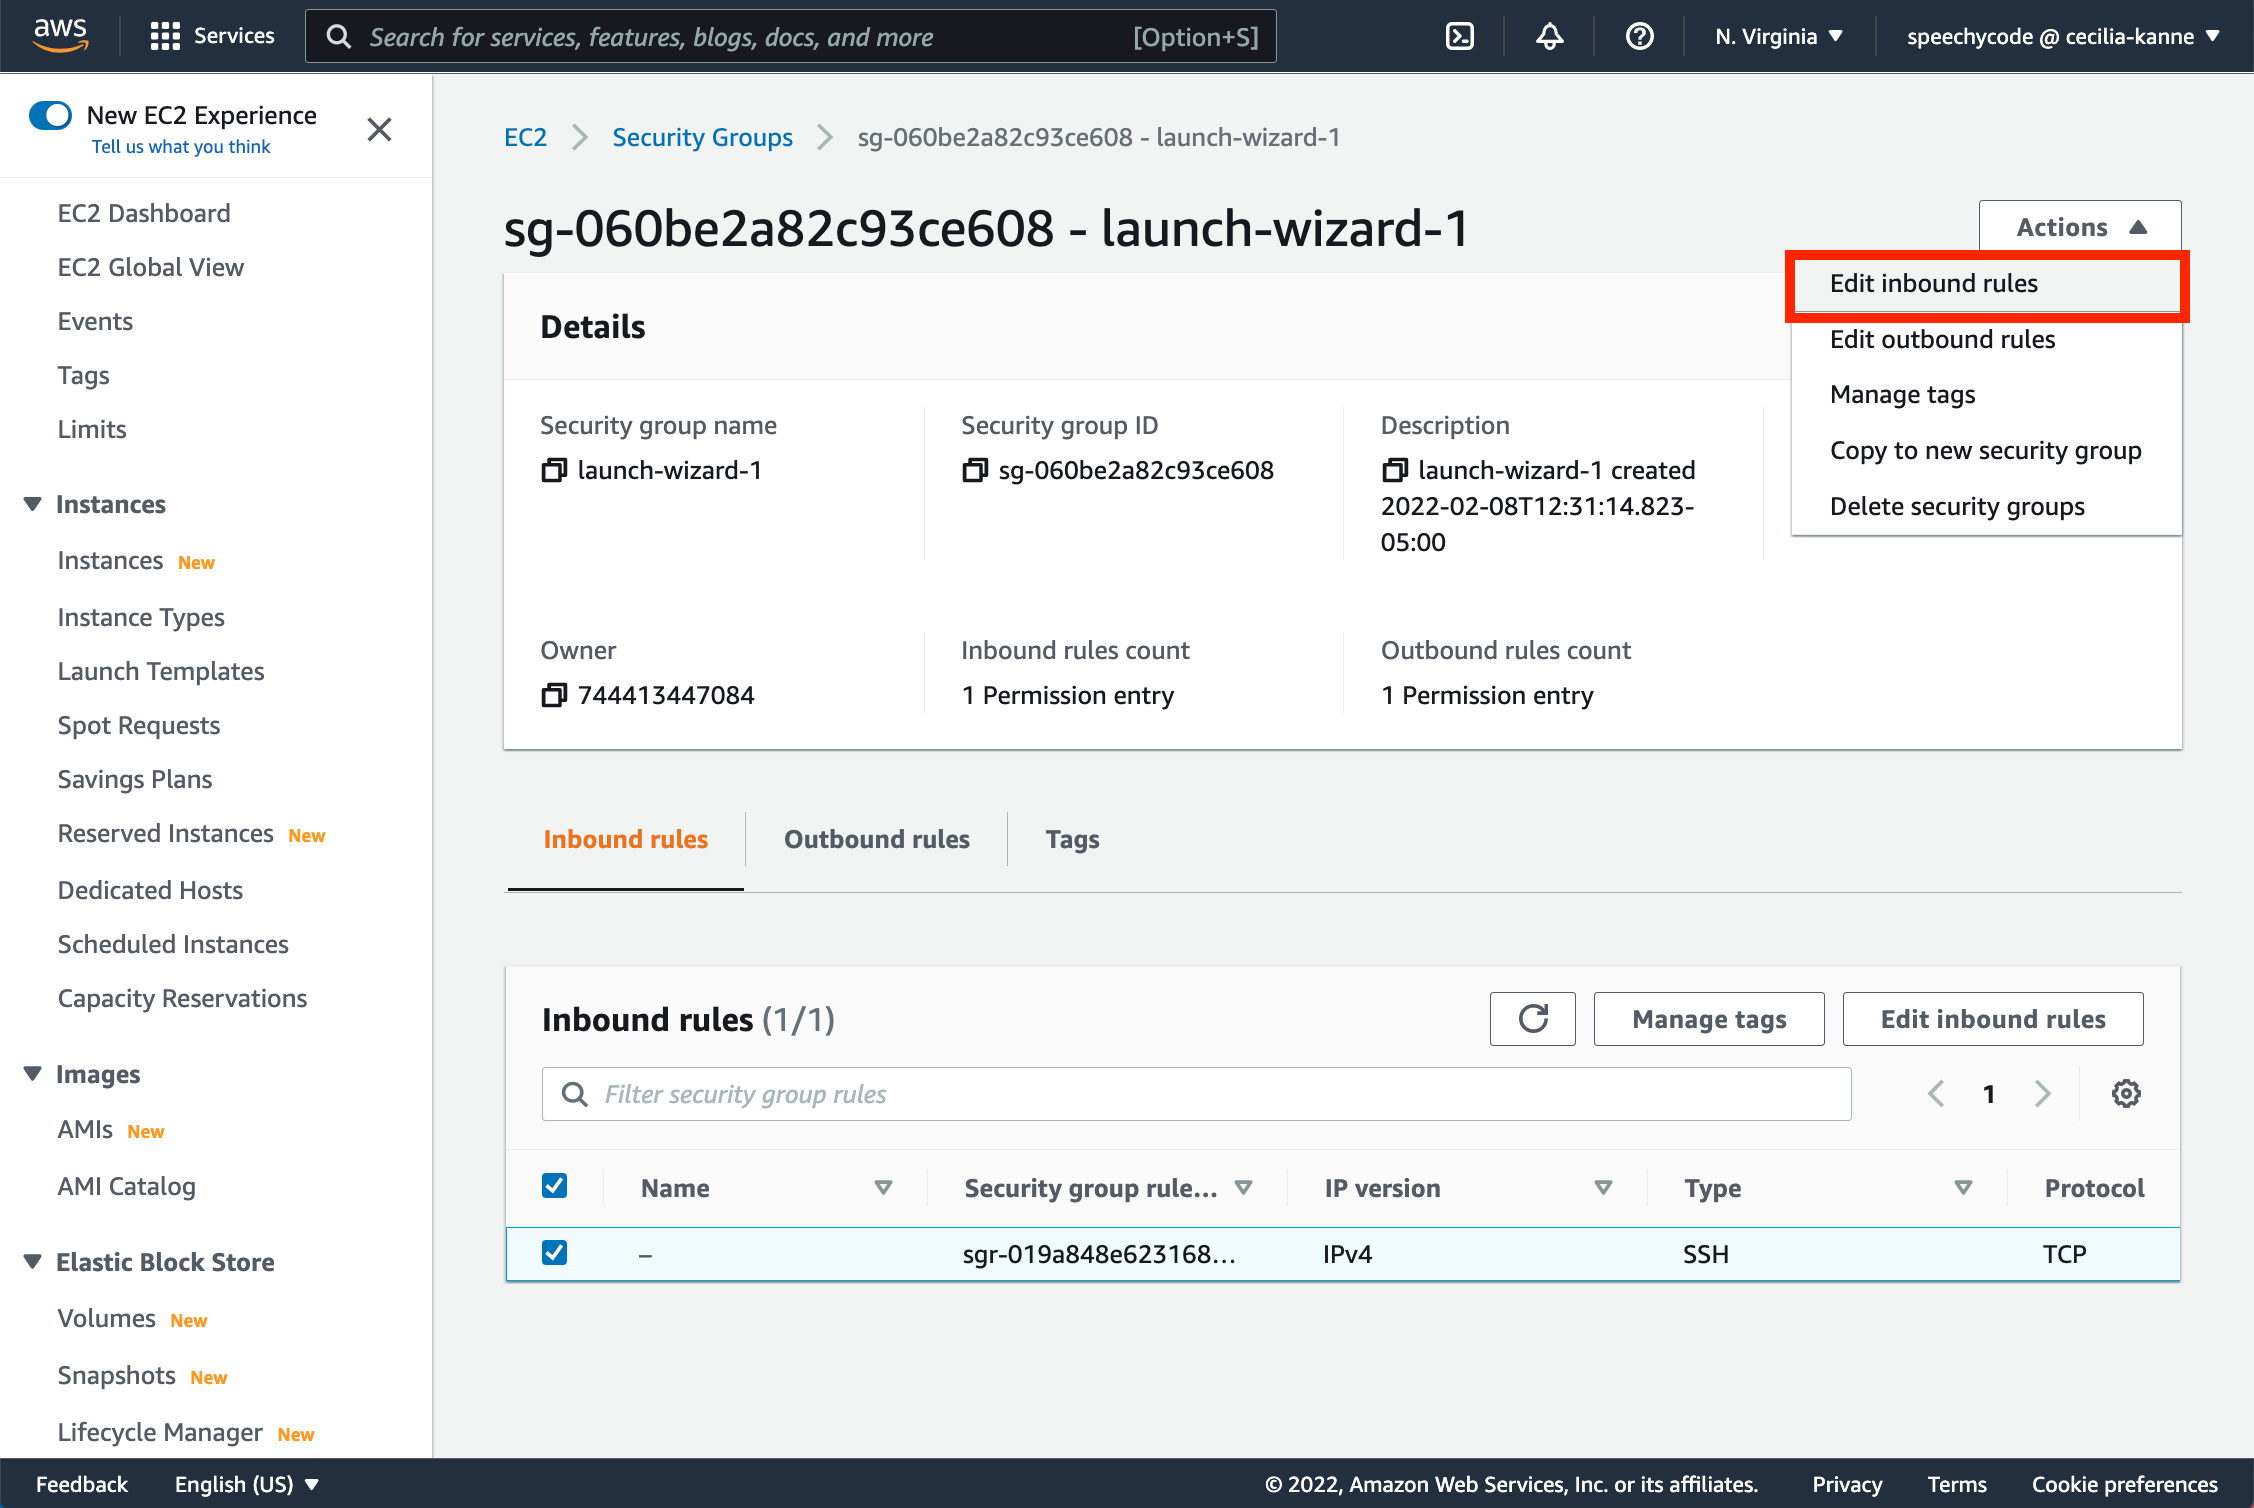 aws
Services
Search for services, features, blogs, docs, and more
[Option+S]
N. Virginia ▼
speechycode @ cecilia-kanne ▼
New EC2 Experience
Tell us what you think
EC2 Dashboard
EC2 Global View
Events
Tags
Limits
Instances
Instances New
Instance Types
Launch Templates
Spot Requests
Savings Plans
Reserved Instances New
Dedicated Hosts
Scheduled Instances
Capacity Reservations
Images
AMIs New
AMI Catalog
Elastic Block Store
Volumes New
Snapshots New
Lifecycle Manager New
EC2 > Security Groups > sg-060be2a82c93ce608 - launch-wizard-1
sg-060be2a82c93ce608 - launch-wizard-1
Actions ▲
Edit inbound rules
Edit outbound rules
Manage tags
Copy to new security group
Delete security groups
Details
Security group name
launch-wizard-1
Security group ID
sg-060be2a82c93ce608
Description
launch-wizard-1 created
2022-02-08T12:31:14.823-
05:00
Owner
744413447084
Inbound rules count
1 Permission entry
Outbound rules count
1 Permission entry
Inbound rules
Outbound rules
Tags
Inbound rules (1/1)
Manage tags
Edit inbound rules
Filter security group rules
1
Name
Security group rule...
IP version
Type
Protocol
–
sgr-019a848e623168...
IPv4
SSH
TCP
Feedback
English (US) ▼
© 2022, Amazon Web Services, Inc. or its affiliates.
Privacy
Terms
Cookie preferences